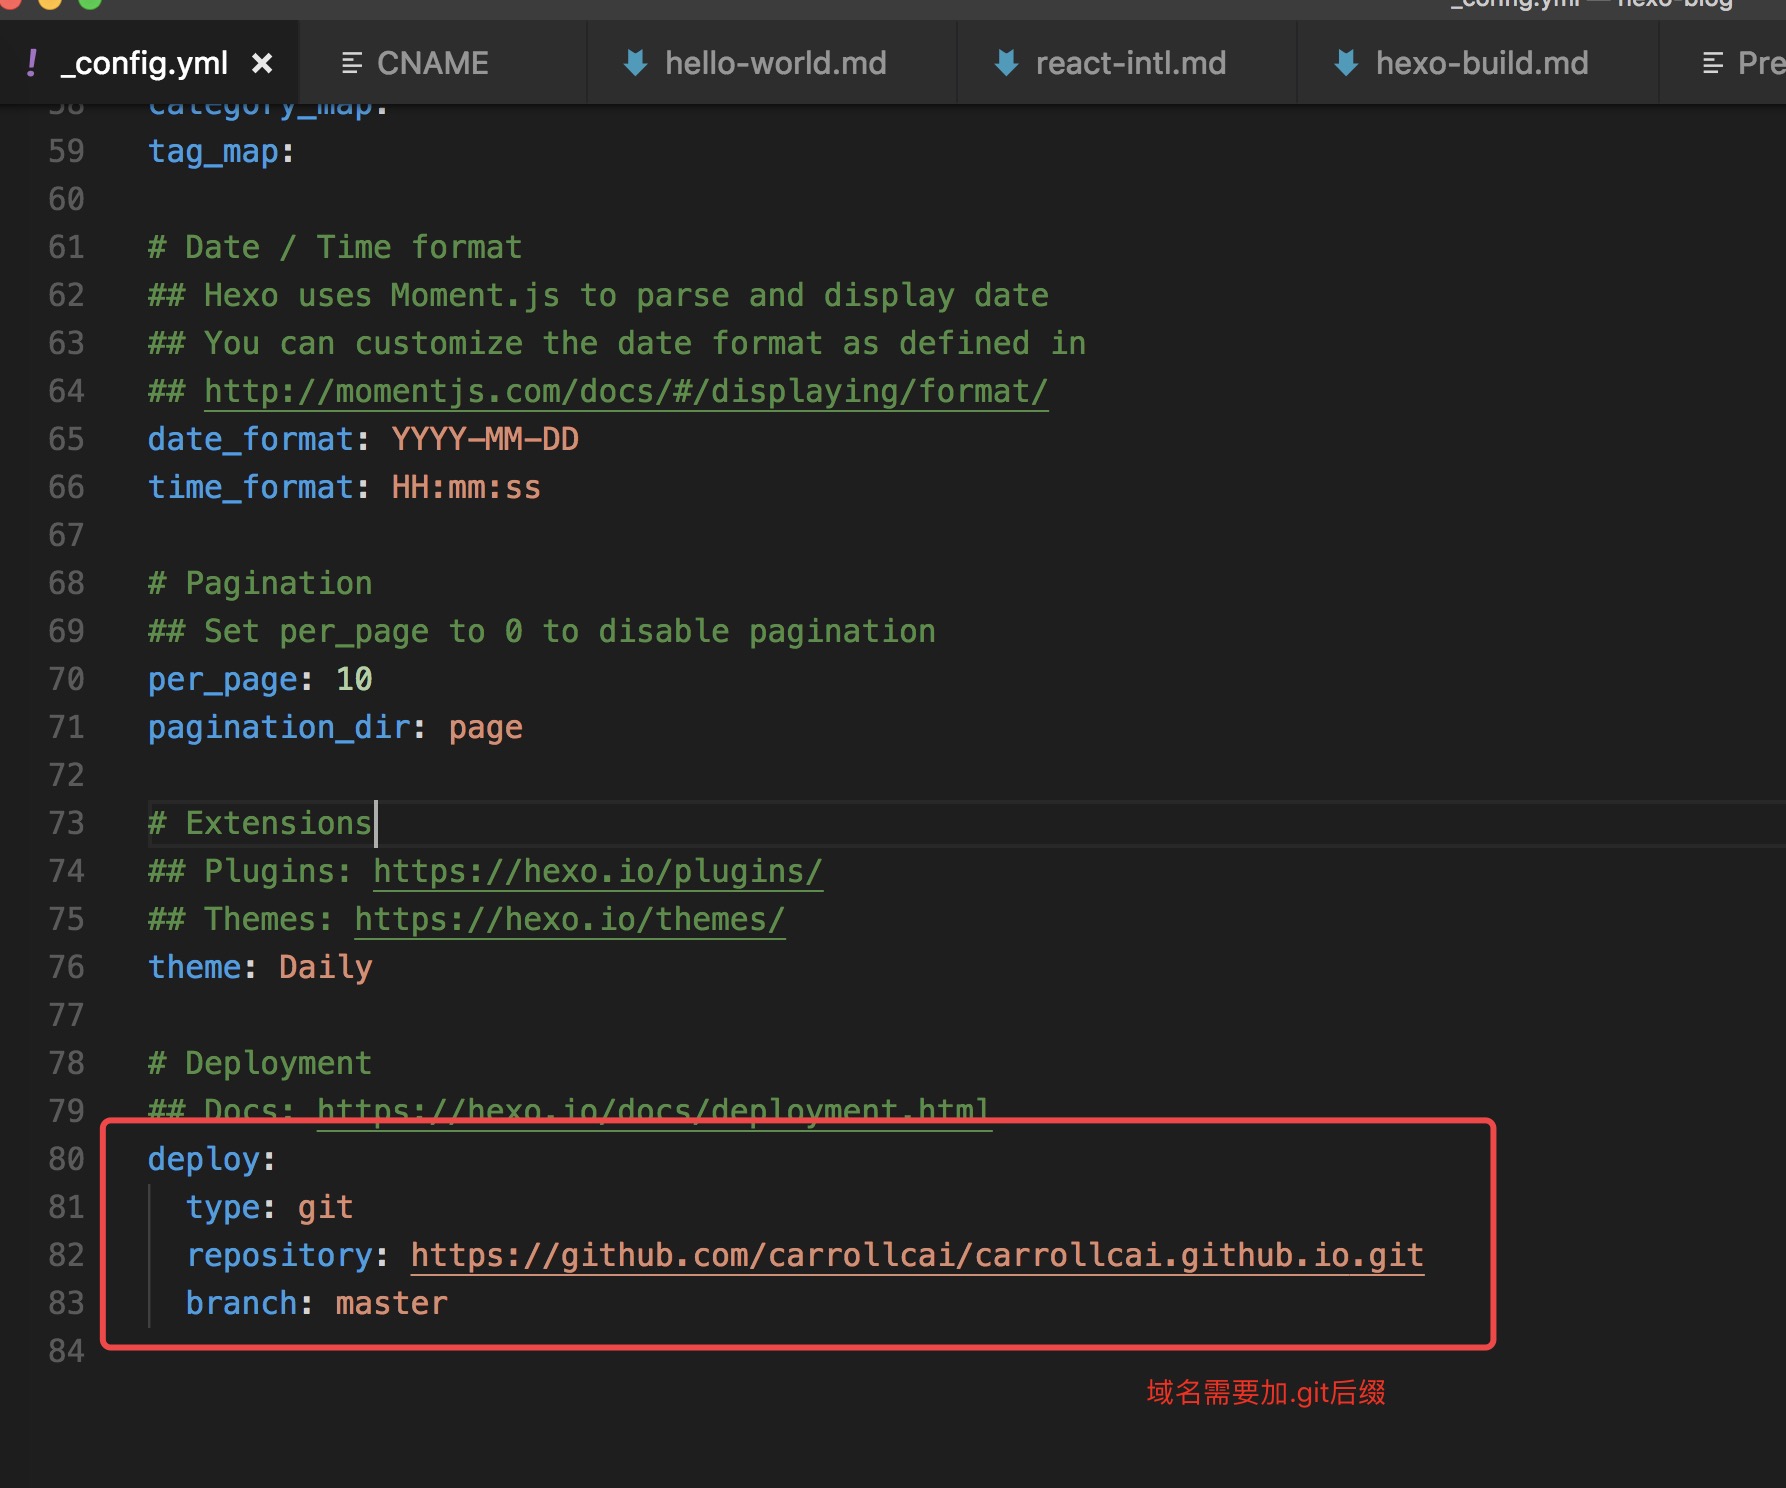 _config.yml — hexo-blog
! _config.yml × CNAME hello-world.md react-intl.md hexo-build.md Pre
58 category_map:
59 tag_map:
60
61 # Date / Time format
62 ## Hexo uses Moment.js to parse and display date
63 ## You can customize the date format as defined in
64 ## http://momentjs.com/docs/#/displaying/format/
65 date_format: YYYY-MM-DD
66 time_format: HH:mm:ss
67
68 # Pagination
69 ## Set per_page to 0 to disable pagination
70 per_page: 10
71 pagination_dir: page
72
73 # Extensions
74 ## Plugins: https://hexo.io/plugins/
75 ## Themes: https://hexo.io/themes/
76 theme: Daily
77
78 # Deployment
79 ## Docs: https://hexo.io/docs/deployment.html
80 deploy:
81 type: git
82 repository: https://github.com/carrollcai/carrollcai.github.io.git
83 branch: master
84
域名需要加.git后缀